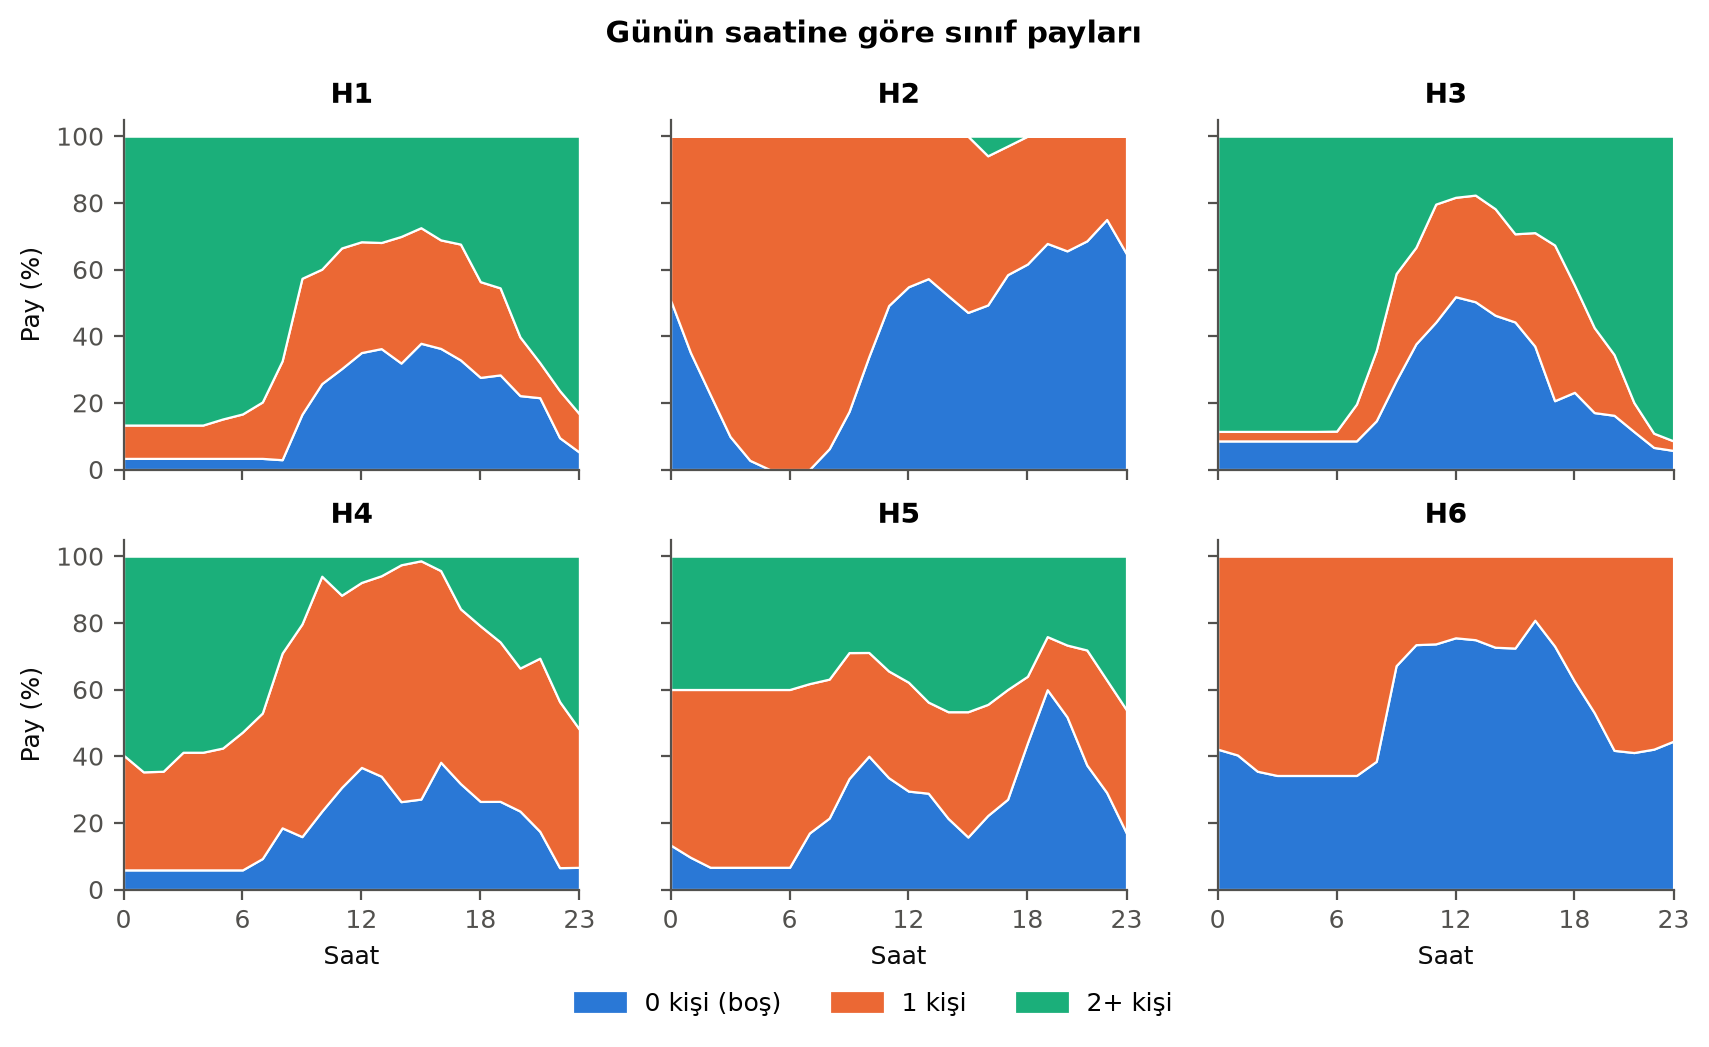 Günün saatine göre sınıf payları
H1 H2 H3
Pay (%)
100
80
60
40
20
0
H4 H5 H6
Pay (%)
100
80
60
40
20
0
0 6 12 18 23 0 6 12 18 23 0 6 12 18 23
Saat Saat Saat
0 kişi (boş) 1 kişi 2+ kişi